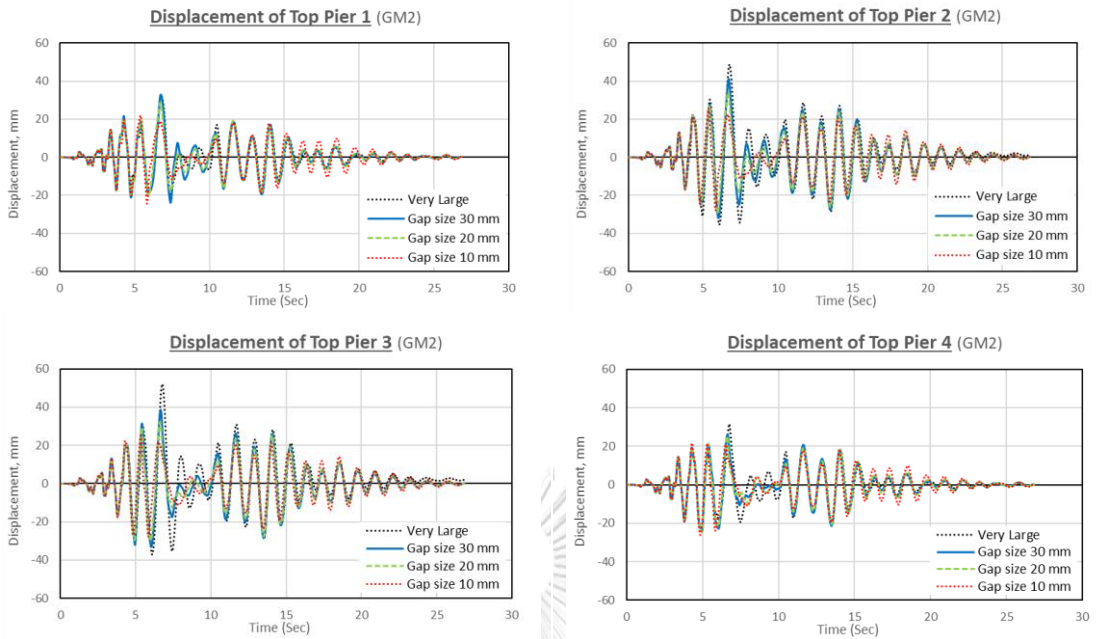 Displacement of Top Pier 1 (GM2)
60
40
20
0
-20
-40
-60
Displacement, mm
0 5 10 15 20 25 30
Time (Sec)
Very Large
Gap size 30 mm
Gap size 20 mm
Gap size 10 mm
Displacement of Top Pier 2 (GM2)
60
40
20
0
-20
-40
-60
Displacement, mm
0 5 10 15 20 25 30
Time (Sec)
Very Large
Gap size 30 mm
Gap size 20 mm
Gap size 10 mm
Displacement of Top Pier 3 (GM2)
60
40
20
0
-20
-40
-60
Displacement, mm
0 5 10 15 20 25 30
Time (Sec)
Very Large
Gap size 30 mm
Gap size 20 mm
Gap size 10 mm
Displacement of Top Pier 4 (GM2)
60
40
20
0
-20
-40
-60
Displacement, mm
0 5 10 15 20 25 30
Time (Sec)
Very Large
Gap size 30 mm
Gap size 20 mm
Gap size 10 mm